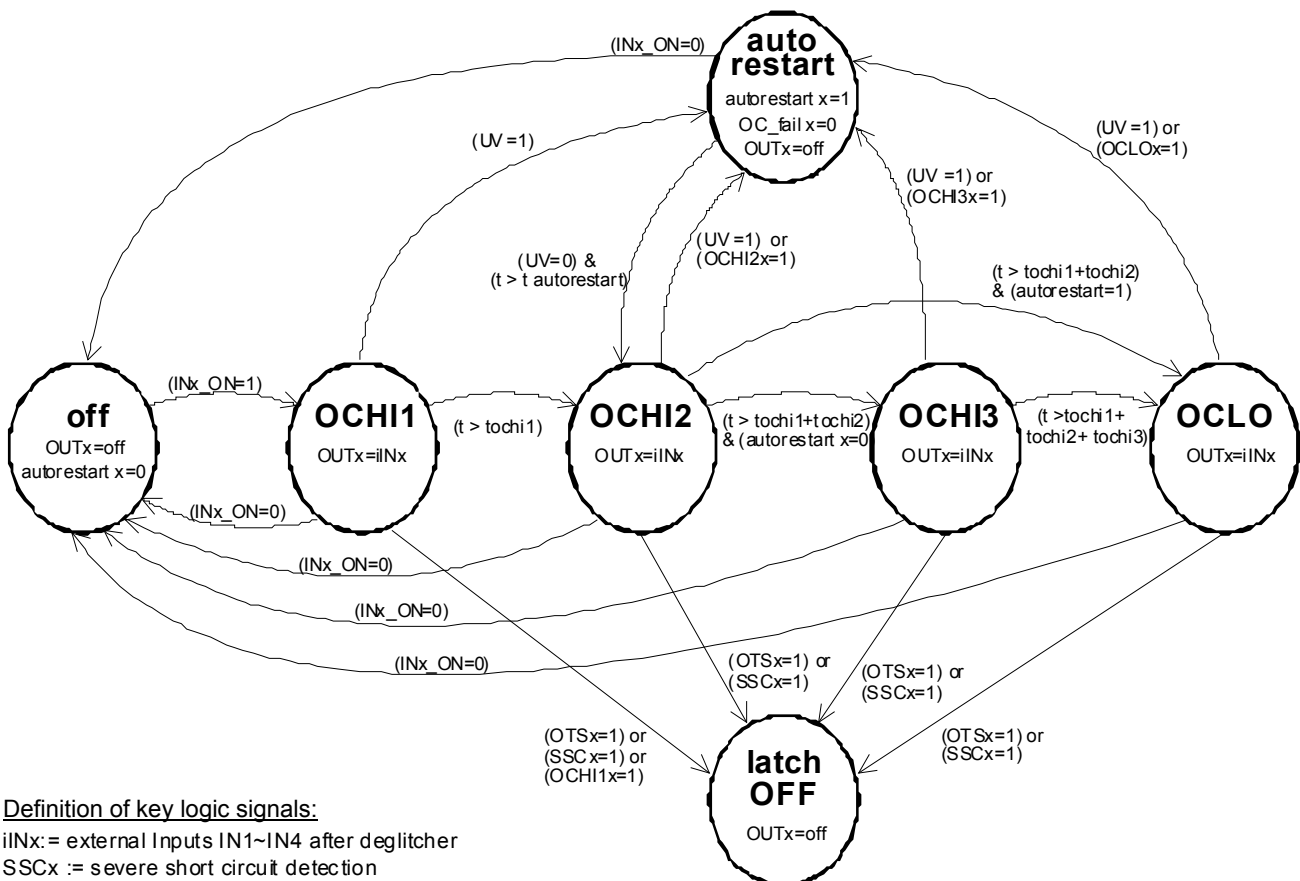 (INx_ON=0)
auto
restart
autorestart x=1
OC_fail x=0
OUTx=off
(UV =1)
(UV =1) or
(OCLOx=1)
(UV =1) or
(OCHI3x=1)
(UV =1) or
(OCHI2x=1)
(UV=0) &
(t > t autorestart)
(t > tochi1+tochi2)
& (autorestart=1)
off
OUTx=off
autorestart x=0
(INx_ON=1)
OCHI1
OUTx=iINx
(t > tochi1)
OCHI2
OUTx=iINx
(t > tochi1+tochi2)
& (autorestart x=0)
OCHI3
OUTx=iINx
(t >tochi1+
tochi2+ tochi3)
OCLO
OUTx=iINx
(INx_ON=0)
(INx_ON=0)
(INx_ON=0)
(INx_ON=0)
(OTSx=1) or
(SSCx=1) or
(OCHI1x=1)
(OTSx=1) or
(SSCx=1)
(OTSx=1) or
(SSCx=1)
(OTSx=1) or
(SSCx=1)
latch
OFF
OUTx=off
Definition of key logic signals:
iINx:= external Inputs IN1~IN4 after deglitcher
SSCx := severe short circuit detection